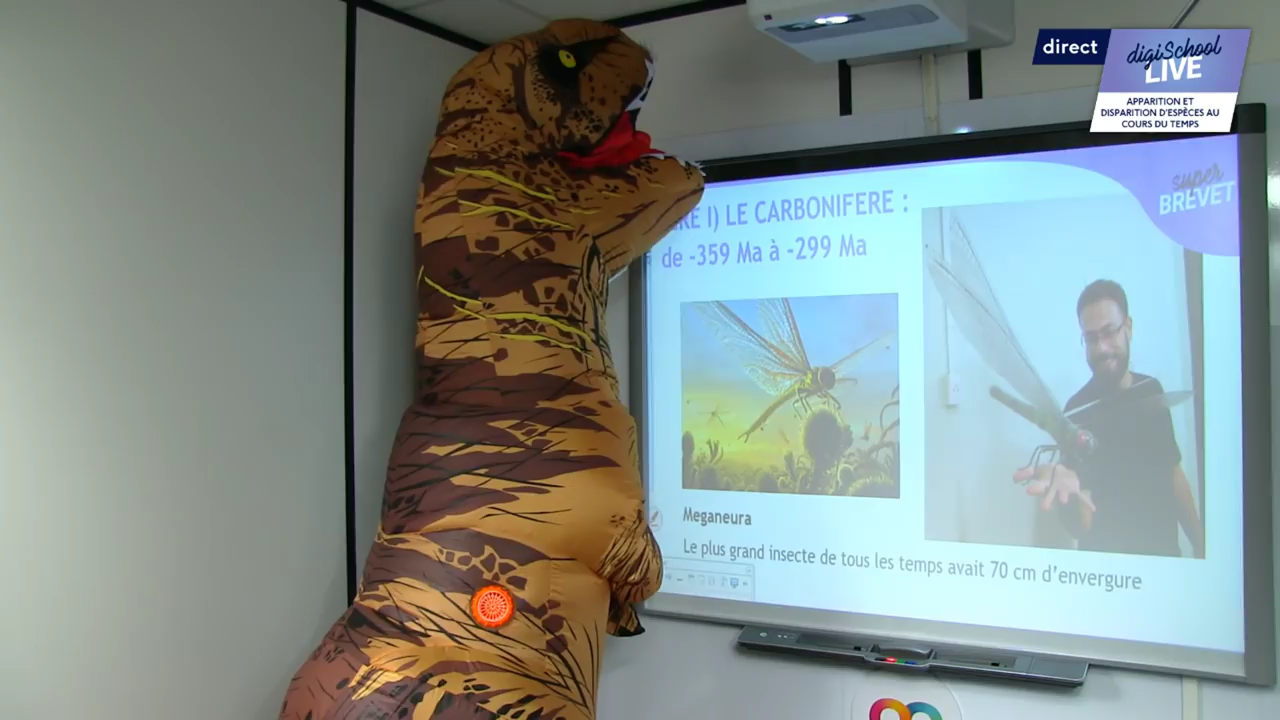 direct
digiSchool
LIVE
APPARITION ET
DISPARITION D'ESPÈCES AU
COURS DU TEMPS
super
BREVET
I) LE CARBONIFERE :
de -359 Ma à -299 Ma
Meganeura
Le plus grand insecte de tous les temps avait 70 cm d'envergure